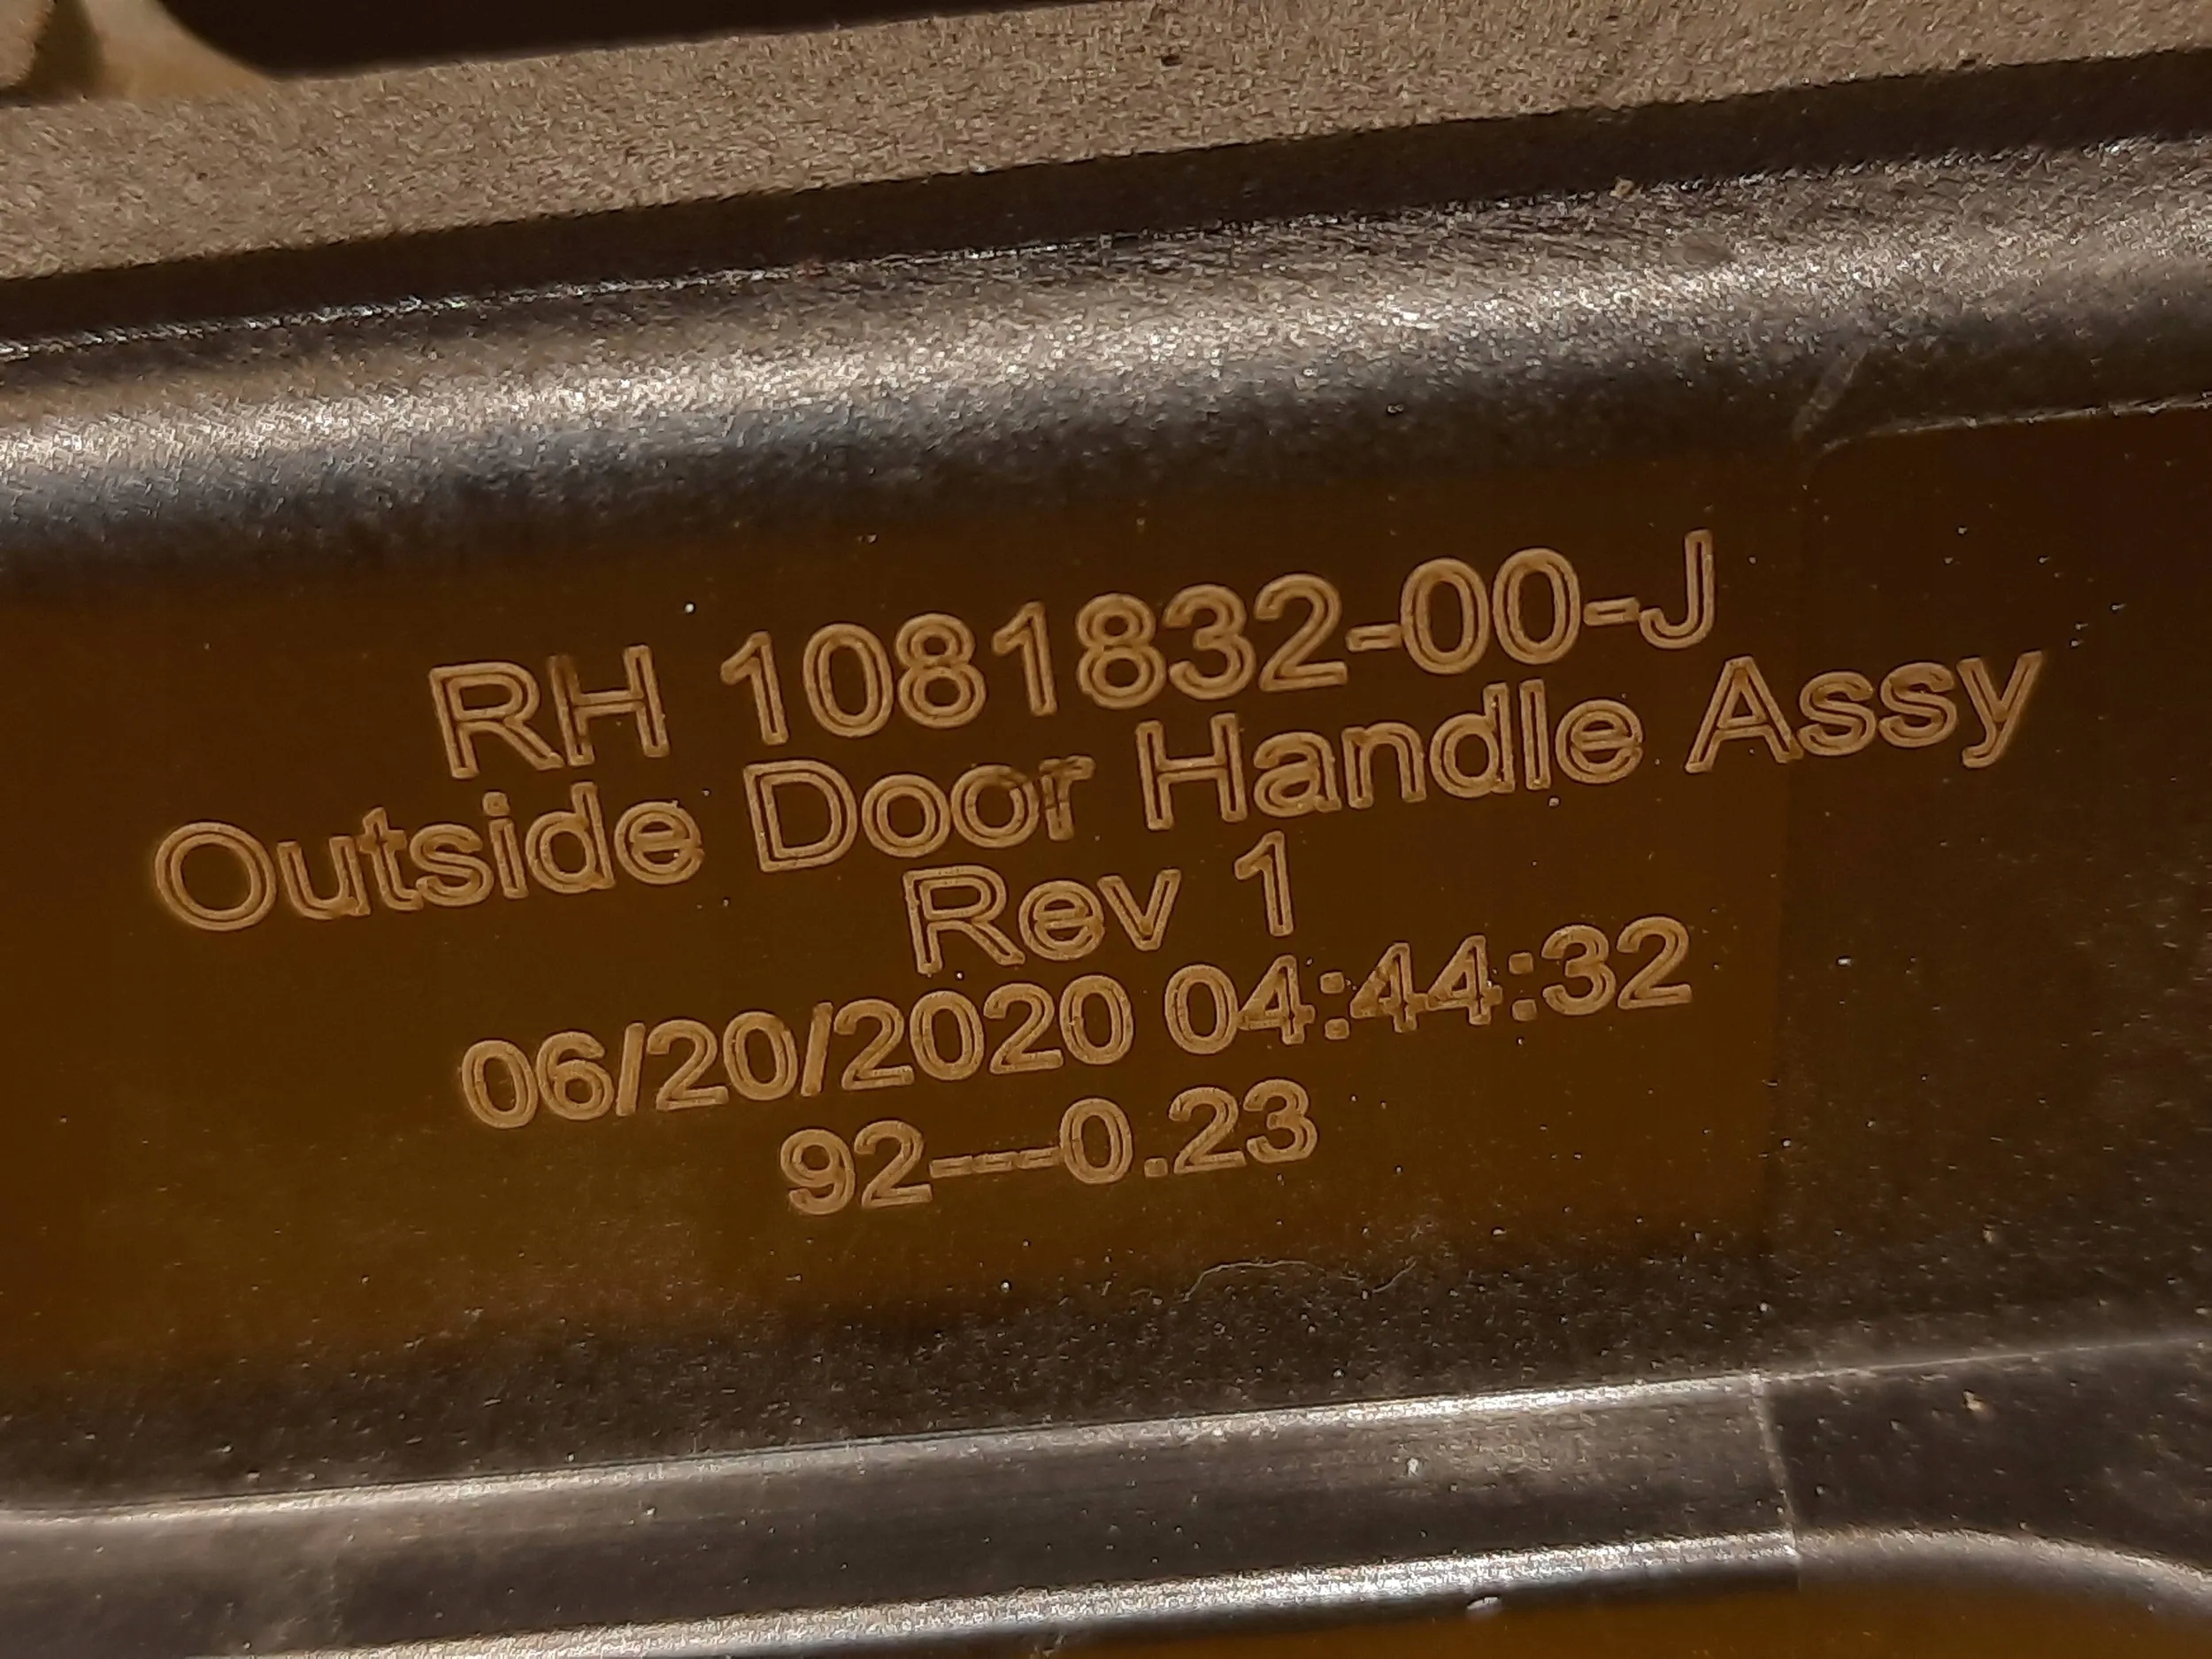 RH 1081832-00-J
Outside Door Handle Assy
Rev 1
06/20/2020 04:44:32
92---0.23